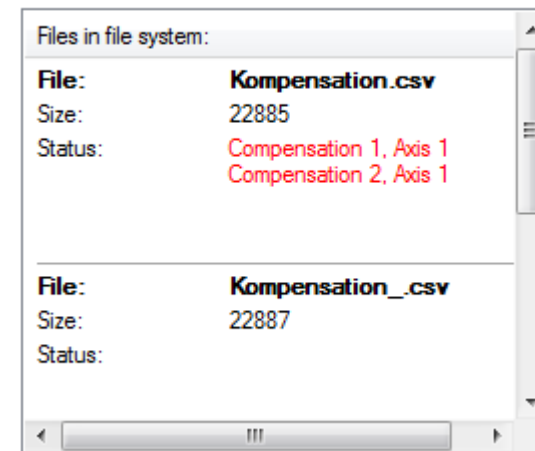 Files in file system:
File: Kompensation.csv
Size: 22885
Status: Compensation 1, Axis 1
Compensation 2, Axis 1
File: Kompensation_.csv
Size: 22887
Status: